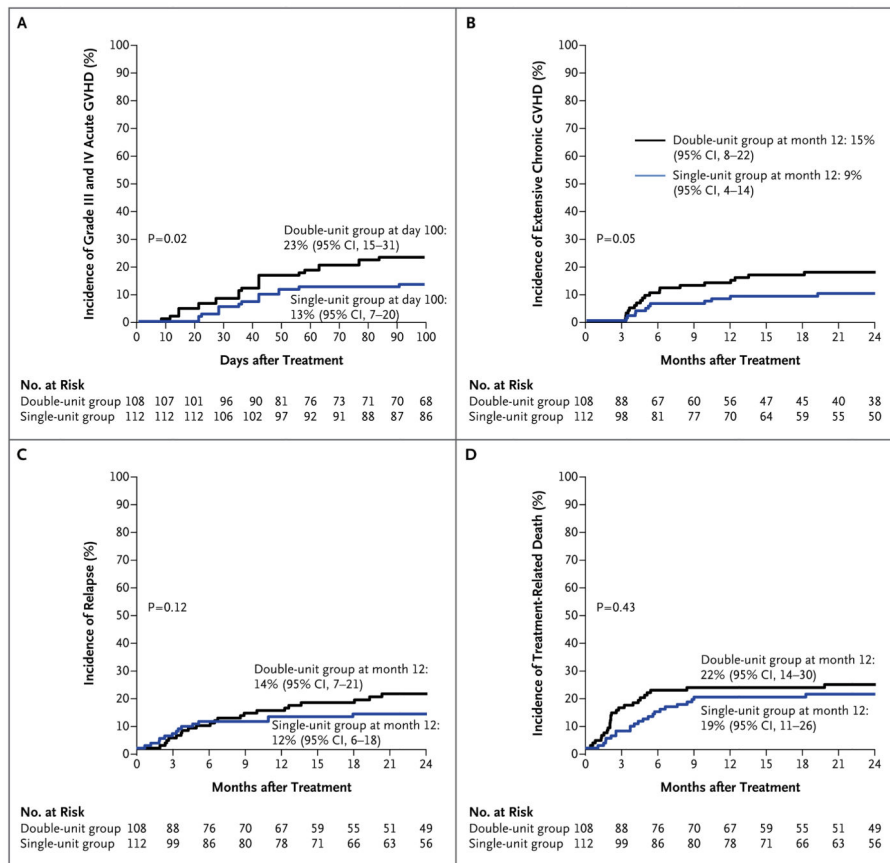 A
Incidence of Grade III and IV Acute GVHD (%)
100
90
80
70
60
50
40
30
20
10
0
P=0.02
Double-unit group at day 100:
23% (95% CI, 15–31)
Single-unit group at day 100:
13% (95% CI, 7–20)
0 10 20 30 40 50 60 70 80 90 100
Days after Treatment
No. at Risk
Double-unit group 108 107 101 96 90 81 76 73 71 70 68
Single-unit group 112 112 112 106 102 97 92 91 88 87 86
B
Incidence of Extensive Chronic GVHD (%)
100
90
80
70
60
50
40
30
20
10
0
Double-unit group at month 12: 15%
(95% CI, 8–22)
Single-unit group at month 12: 9%
(95% CI, 4–14)
P=0.05
0 3 6 9 12 15 18 21 24
Months after Treatment
No. at Risk
Double-unit group 108 88 67 60 56 47 45 40 38
Single-unit group 112 98 81 77 70 64 59 55 50
C
Incidence of Relapse (%)
100
90
80
70
60
50
40
30
20
10
0
P=0.12
Double-unit group at month 12:
14% (95% CI, 7–21)
Single-unit group at month 12:
12% (95% CI, 6–18)
0 3 6 9 12 15 18 21 24
Months after Treatment
No. at Risk
Double-unit group 108 88 76 70 67 59 55 51 49
Single-unit group 112 99 86 80 78 71 66 63 56
D
Incidence of Treatment-Related Death (%)
100
90
80
70
60
50
40
30
20
10
0
P=0.43
Double-unit group at month 12:
22% (95% CI, 14–30)
Single-unit group at month 12:
19% (95% CI, 11–26)
0 3 6 9 12 15 18 21 24
Months after Treatment
No. at Risk
Double-unit group 108 88 76 70 67 59 55 51 49
Single-unit group 112 99 86 80 78 71 66 63 56